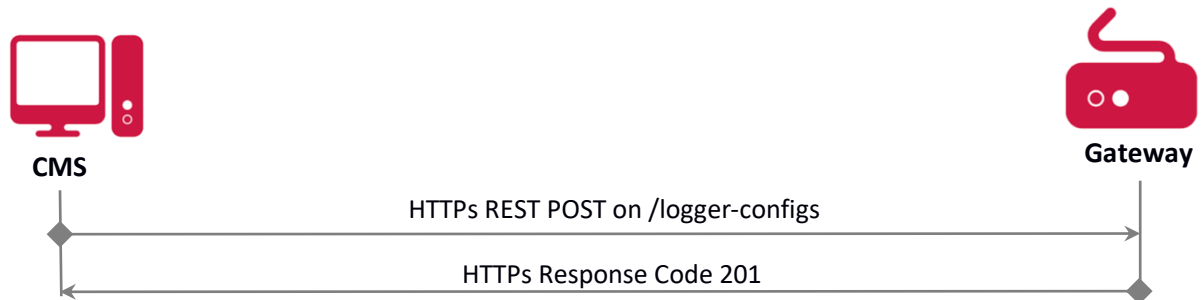 CMS
Gateway
HTTPs REST POST on /logger-configs
HTTPs Response Code 201